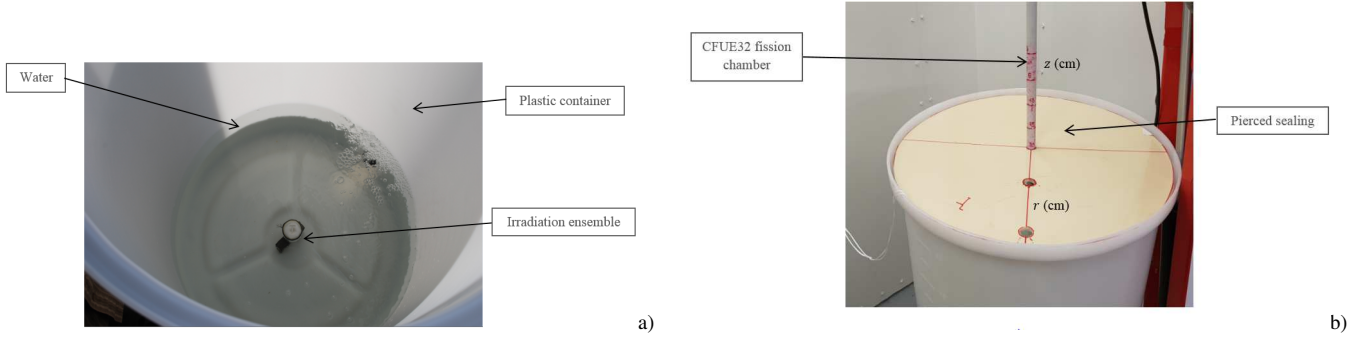 Water
Plastic container
Irradiation ensemble
a)
CFUE32 fission
chamber
z (cm)
Pierced sealing
r (cm)
b)